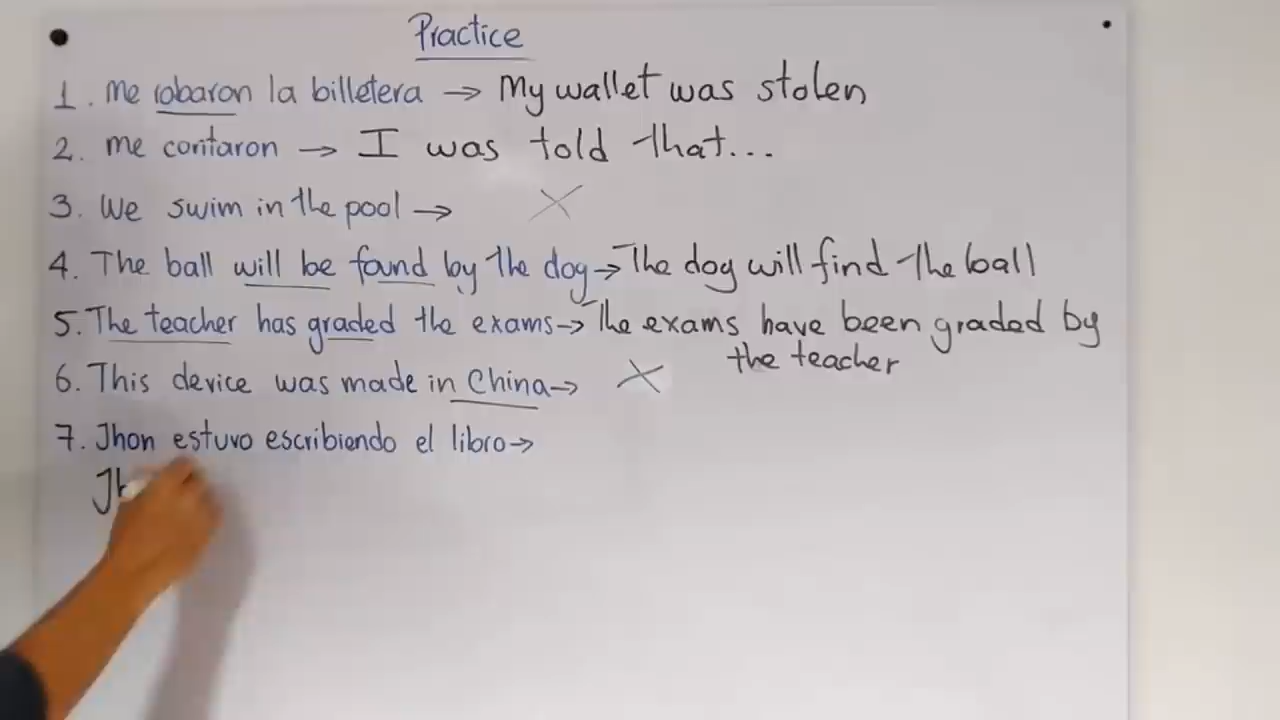 Practice
1. Me robaron la billetera → My wallet was stolen
2. Me contaron → I was told that...
3. We swim in the pool → X
4. The ball will be found by the dog → The dog will find the ball
5. The teacher has graded the exams → The exams have been graded by
the teacher
6. This device was made in China → X
7. Jhon estuvo escribiendo el libro →
Jh